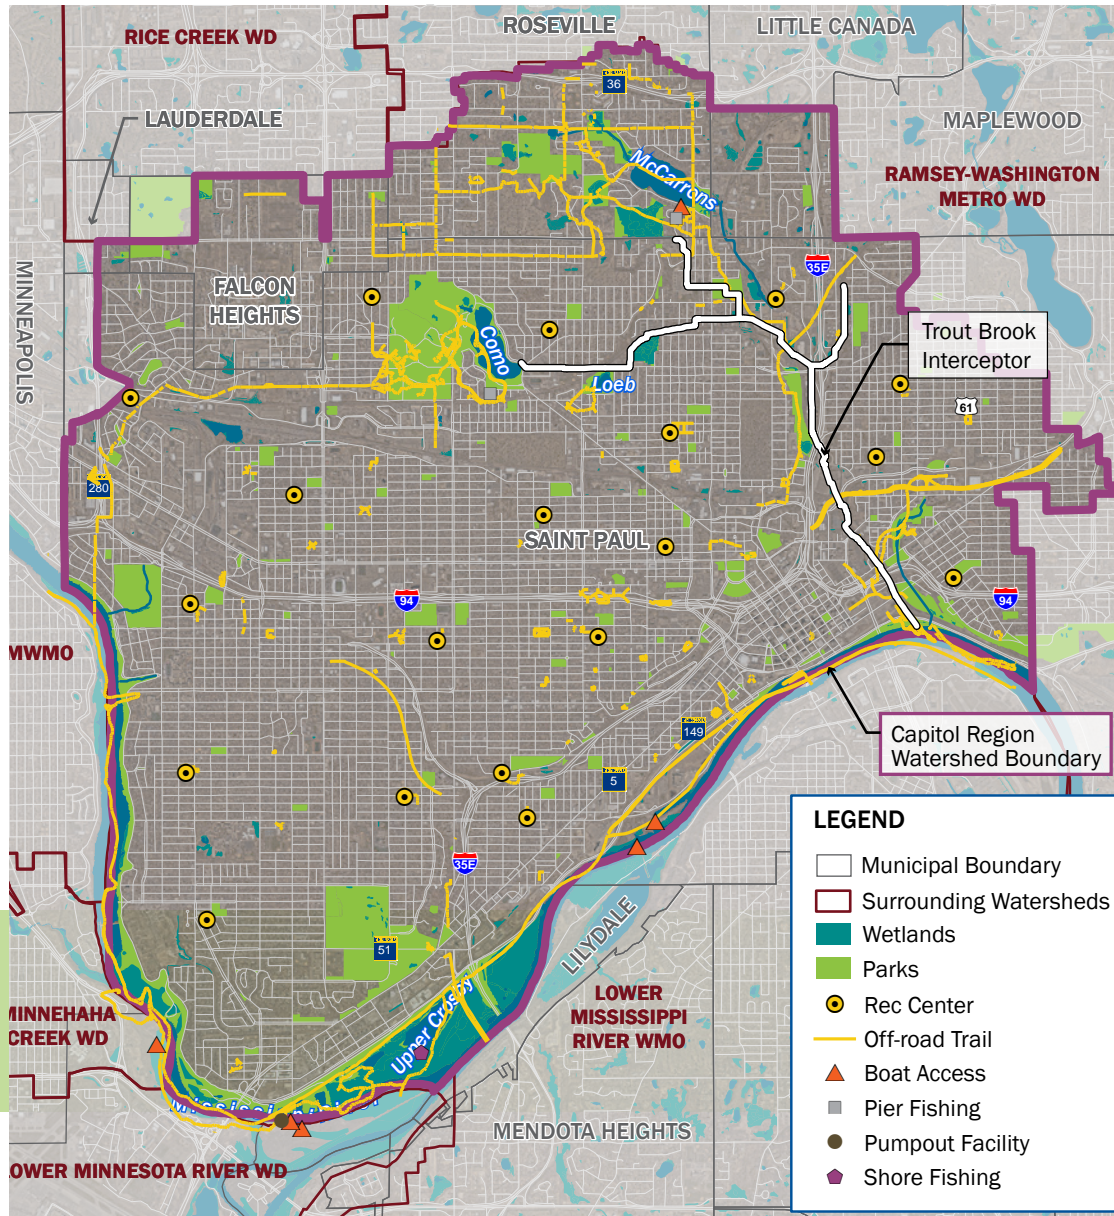 ROSEVILLE
LITTLE CANADA
RICE CREEK WD
36
LAUDERDALE
MAPLEWOOD
McCarrons
RAMSEY-WASHINGTON
METRO WD
MINNEAPOLIS
35E
FALCON
HEIGHTS
Trout Brook
Interceptor
Como
Loeb
61
280
SAINT PAUL
94
94
MWMO
149
Capitol Region
Watershed Boundary
5
35E
51
LILYDALE
Upper Crosby
LOWER
MISSISSIPPI
RIVER WMO
MINNEHAHA
CREEK WD
MENDOTA HEIGHTS
LOWER MINNESOTA RIVER WD
LEGEND
Municipal Boundary
Surrounding Watersheds
Wetlands
Parks
Rec Center
Off-road Trail
Boat Access
Pier Fishing
Pumpout Facility
Shore Fishing